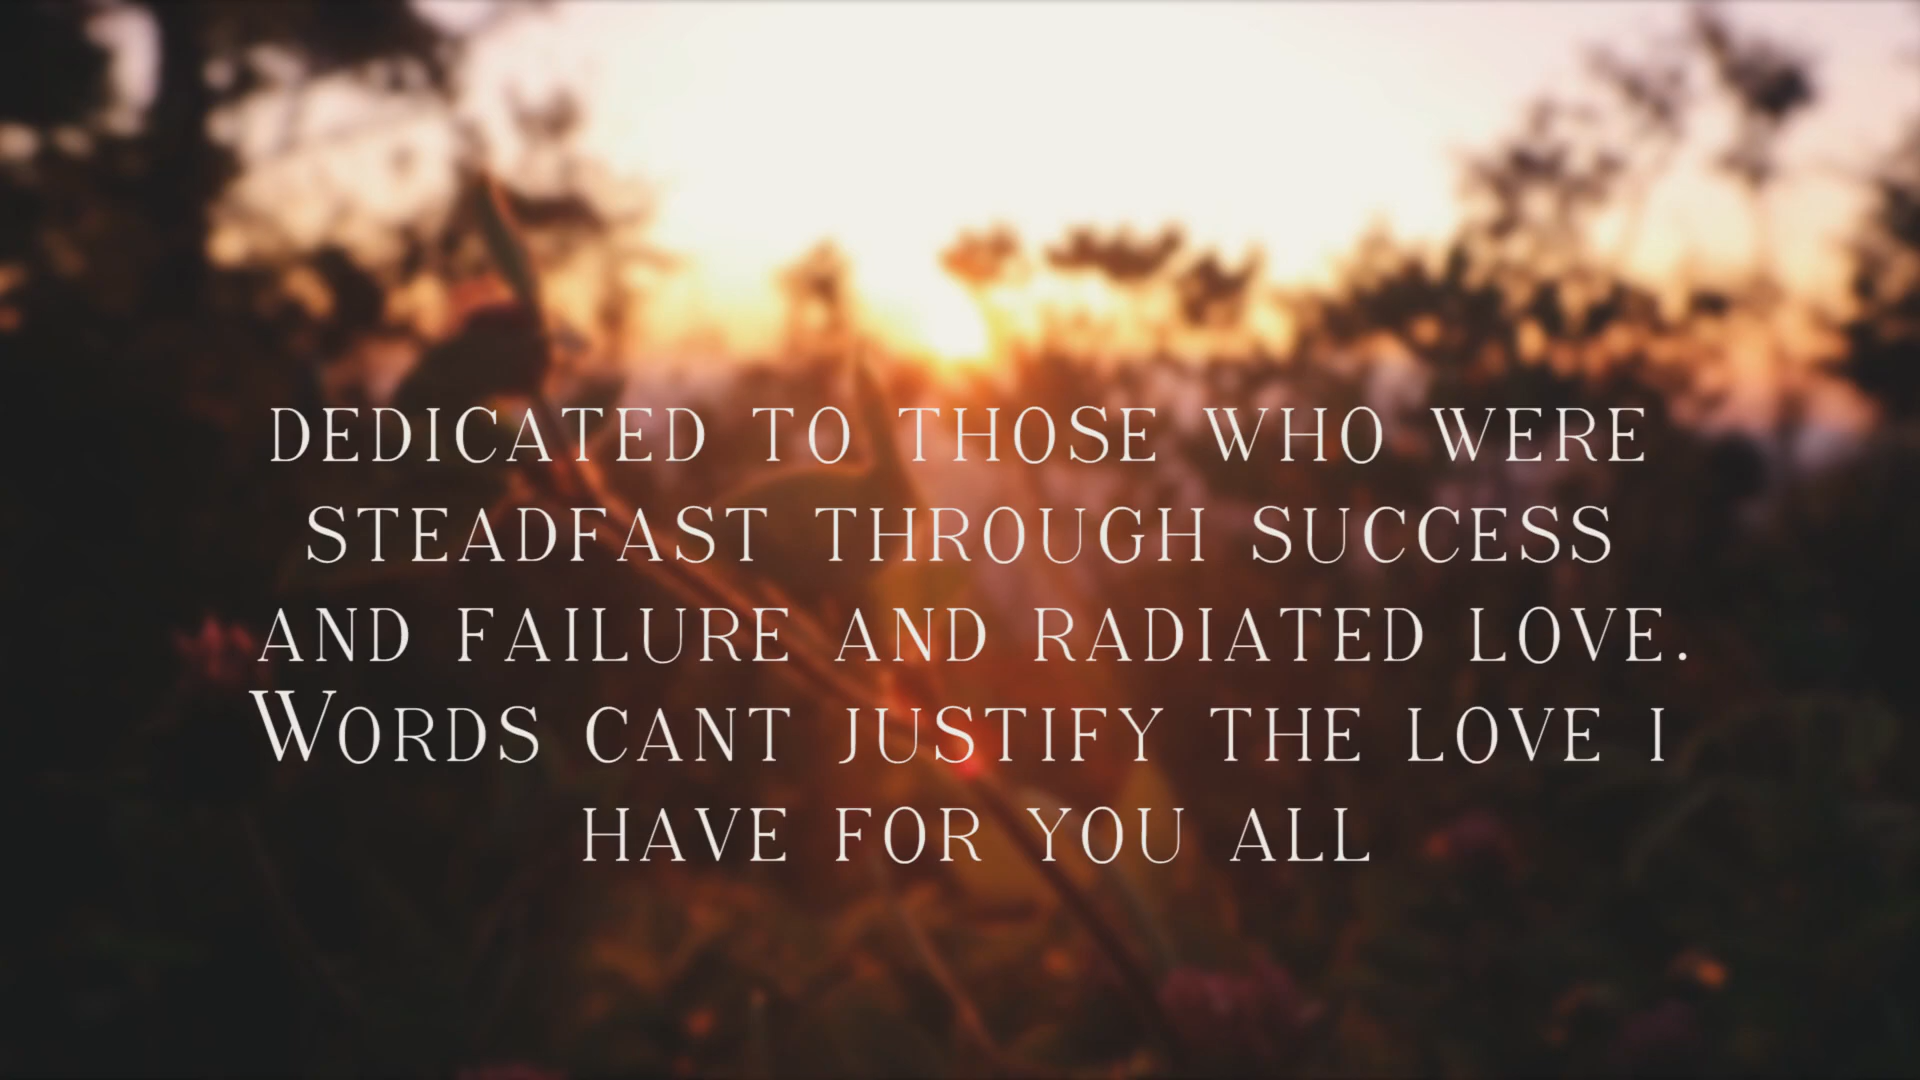 DEDICATED TO THOSE WHO WERE
STEADFAST THROUGH SUCCESS
AND FAILURE AND RADIATED LOVE.
WORDS CANT JUSTIFY THE LOVE I
HAVE FOR YOU ALL